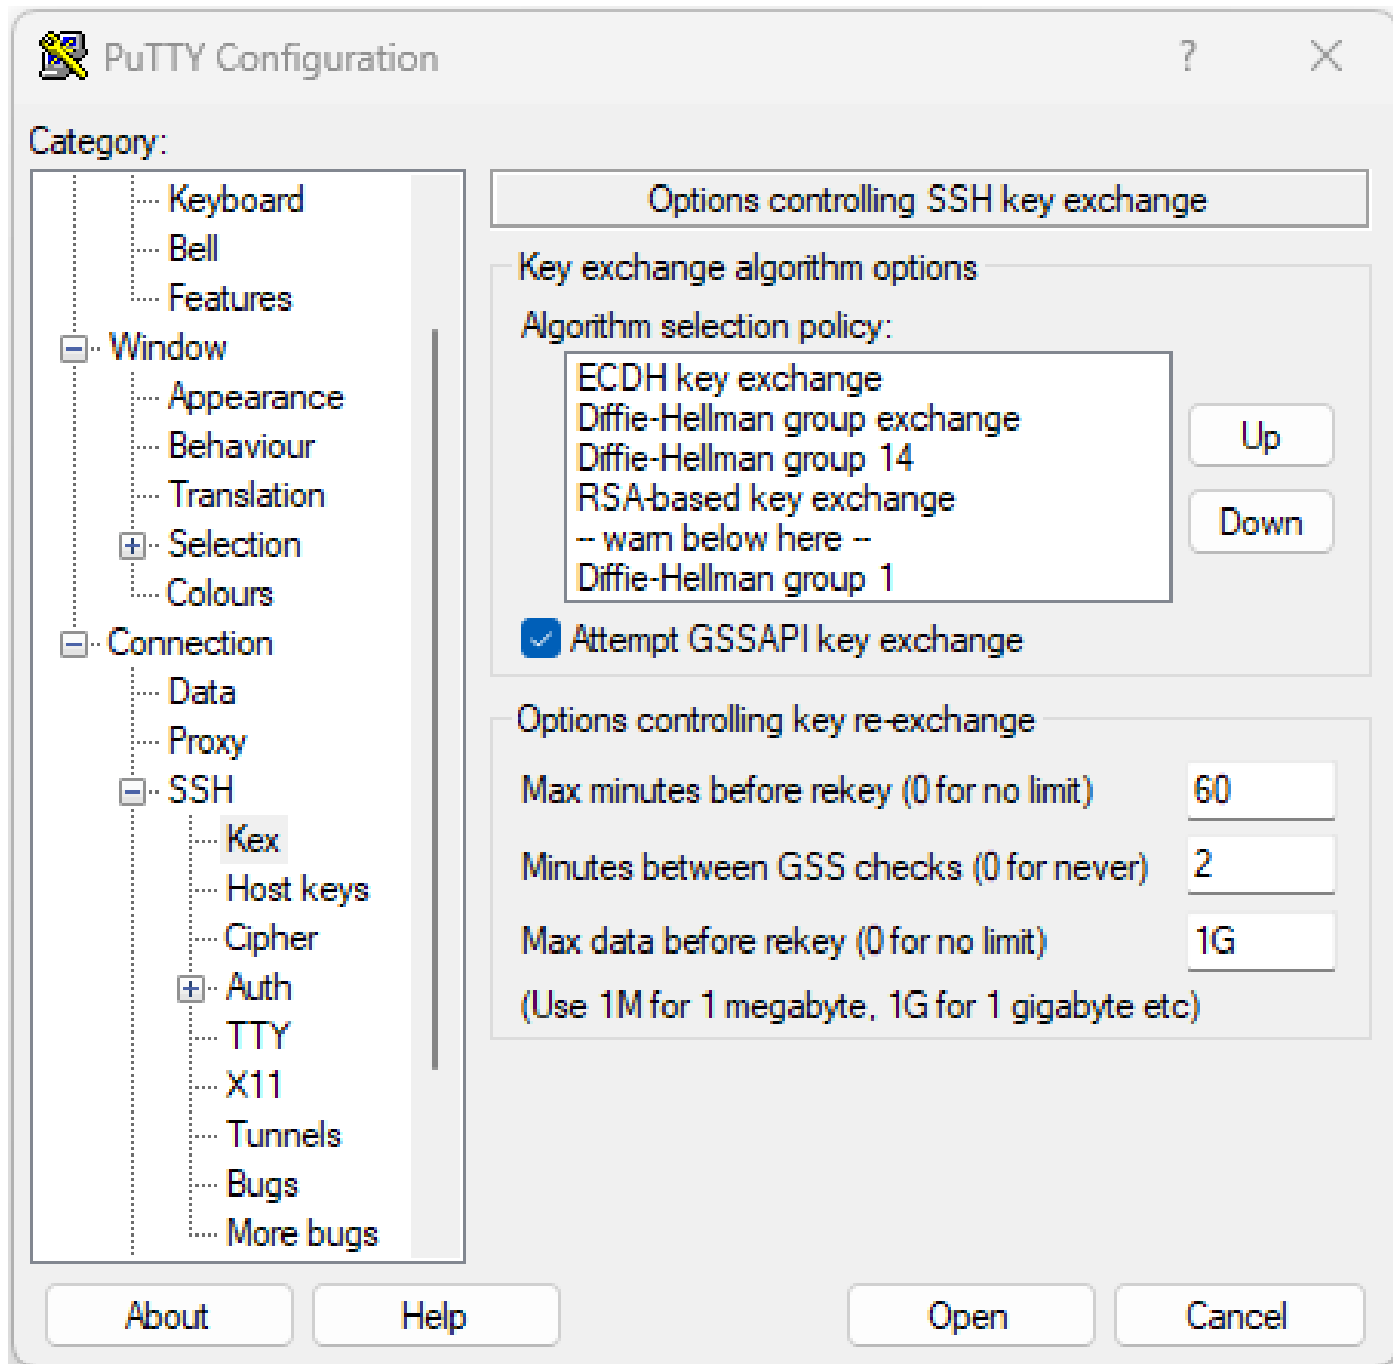 PuTTY Configuration
?
Category:
Keyboard
Bell
Features
Window
Appearance
Behaviour
Translation
Selection
Colours
Connection
Data
Proxy
SSH
Kex
Host keys
Cipher
Auth
TTY
X11
Tunnels
Bugs
More bugs
Options controlling SSH key exchange
Key exchange algorithm options
Algorithm selection policy:
ECDH key exchange
Diffie-Hellman group exchange
Diffie-Hellman group 14
RSA-based key exchange
-- warn below here --
Diffie-Hellman group 1
Up
Down
Attempt GSSAPI key exchange
Options controlling key re-exchange
Max minutes before rekey (0 for no limit) 60
Minutes between GSS checks (0 for never) 2
Max data before rekey (0 for no limit) 1G
(Use 1M for 1 megabyte, 1G for 1 gigabyte etc)
About Help Open Cancel